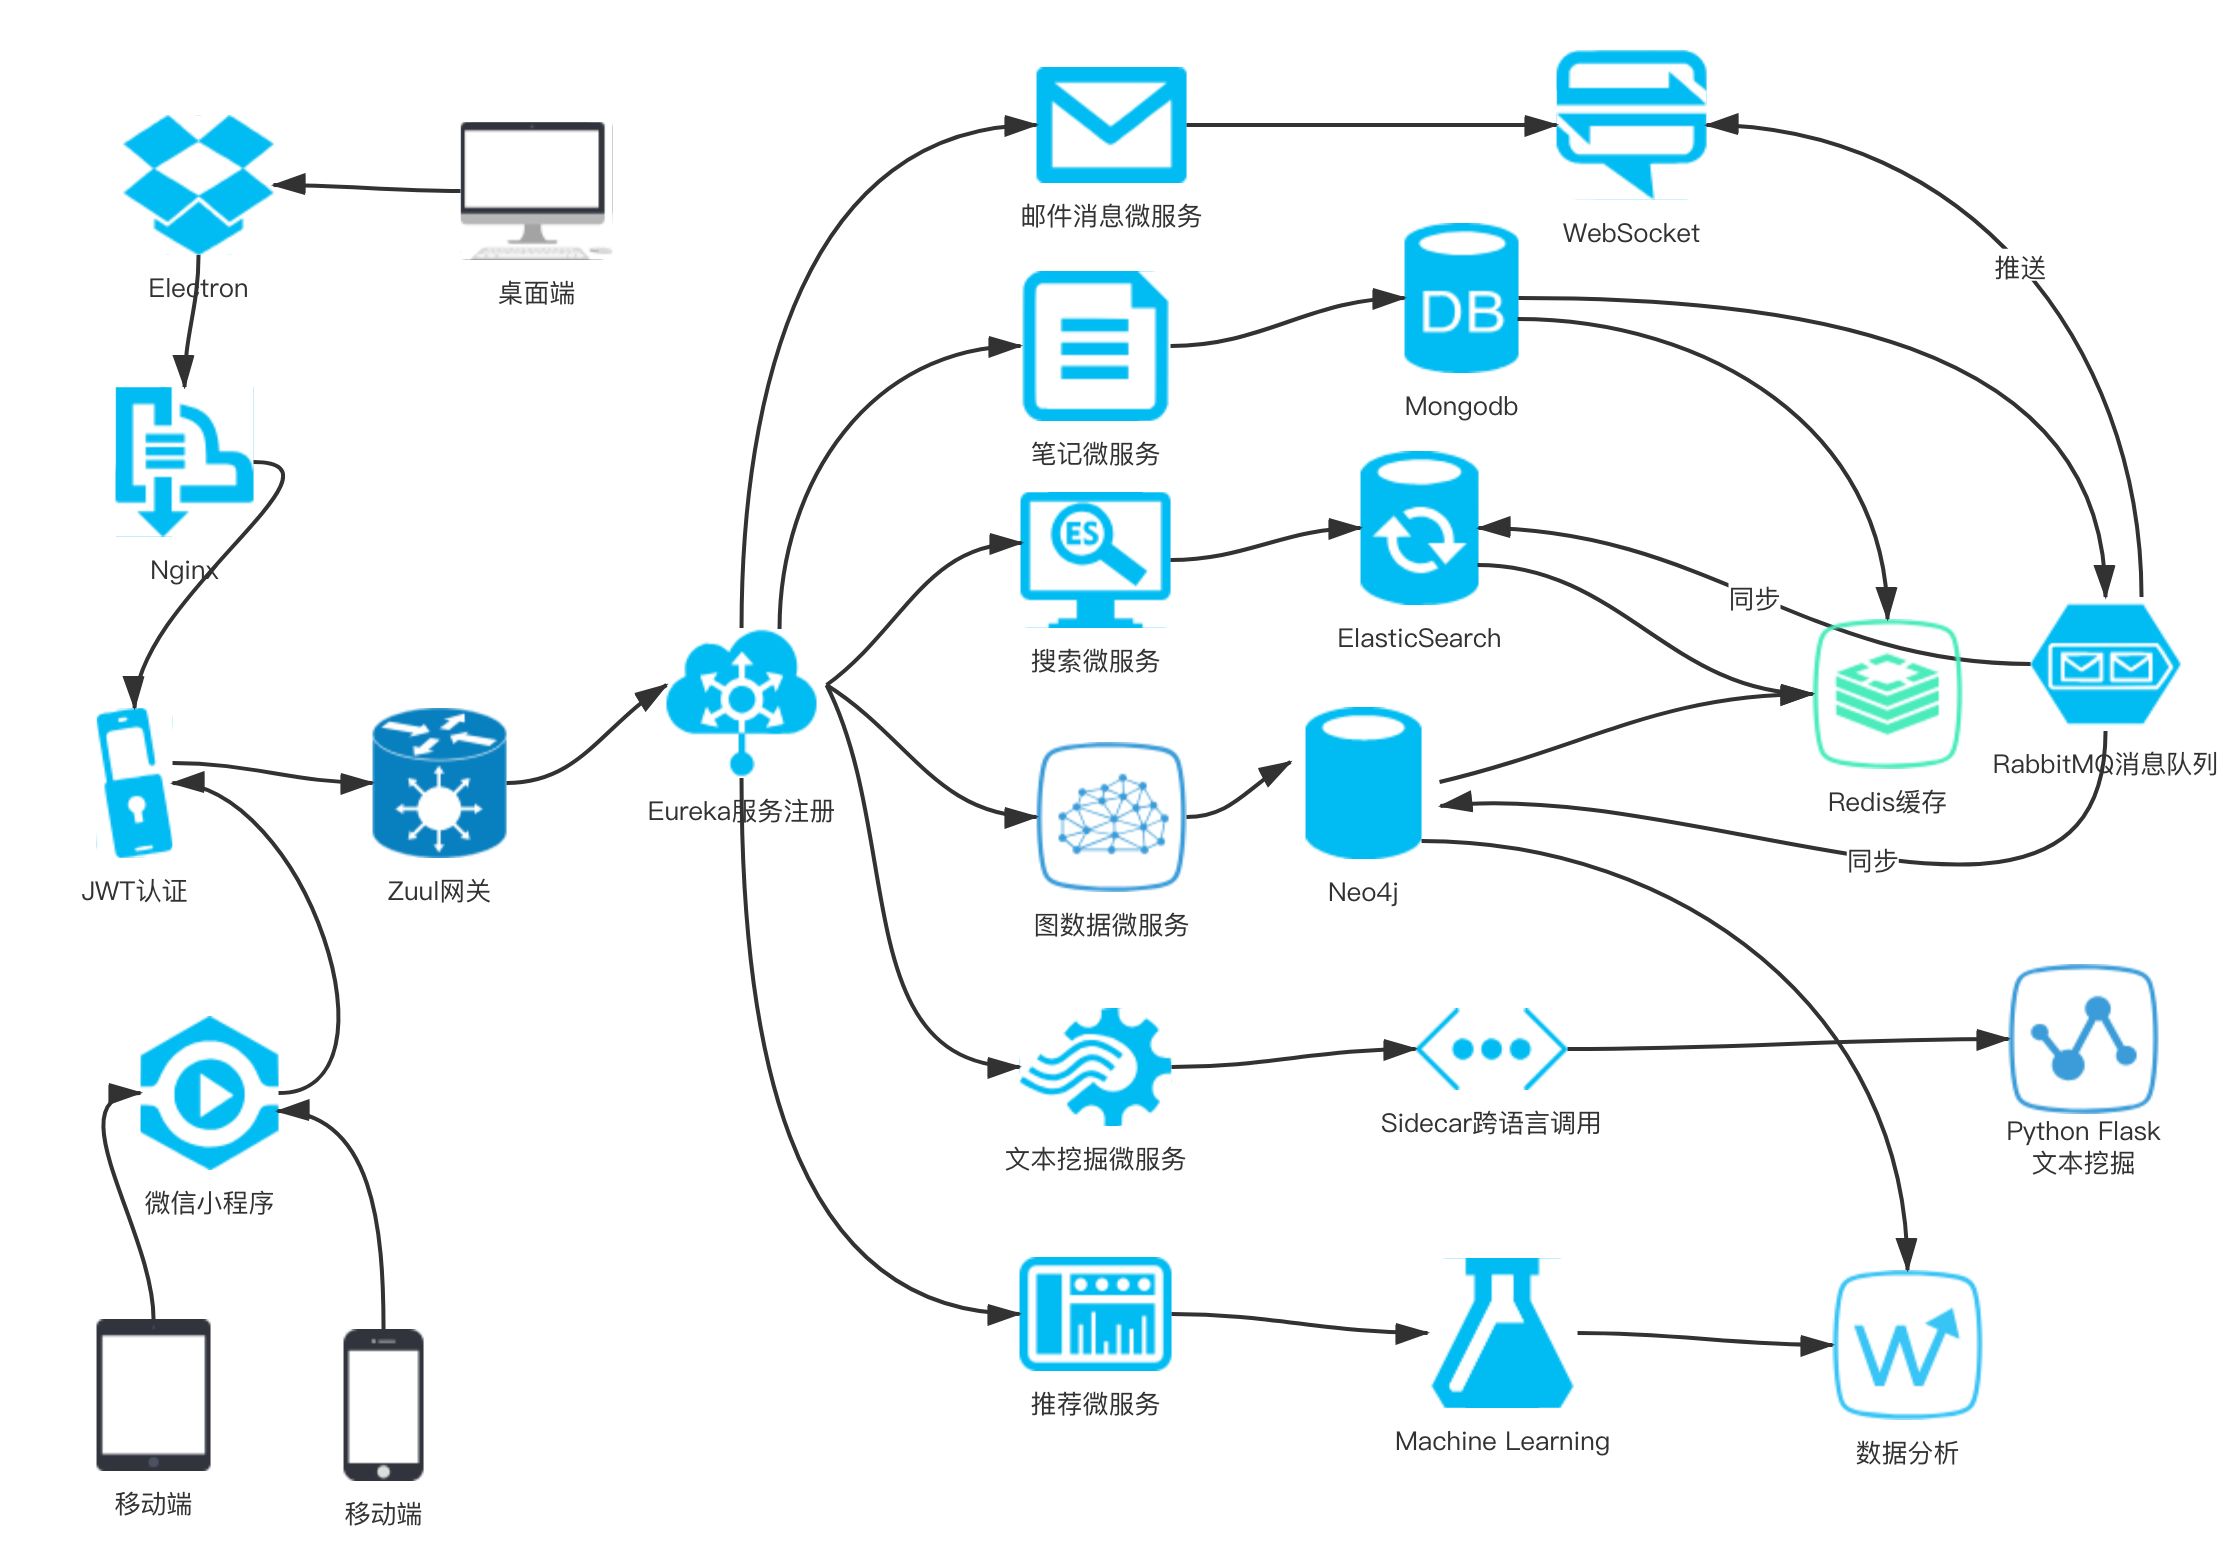 Electron
桌面端
Nginx
JWT认证
Zuul网关
微信小程序
移动端
移动端
Eureka服务注册
邮件消息微服务
WebSocket
推送
笔记微服务
DB
Mongodb
ES
搜索微服务
ElasticSearch
同步
Redis缓存
RabbitMQ消息队列
图数据微服务
Neo4j
同步
文本挖掘微服务
Sidecar跨语言调用
Python Flask
文本挖掘
推荐微服务
Machine Learning
W
数据分析